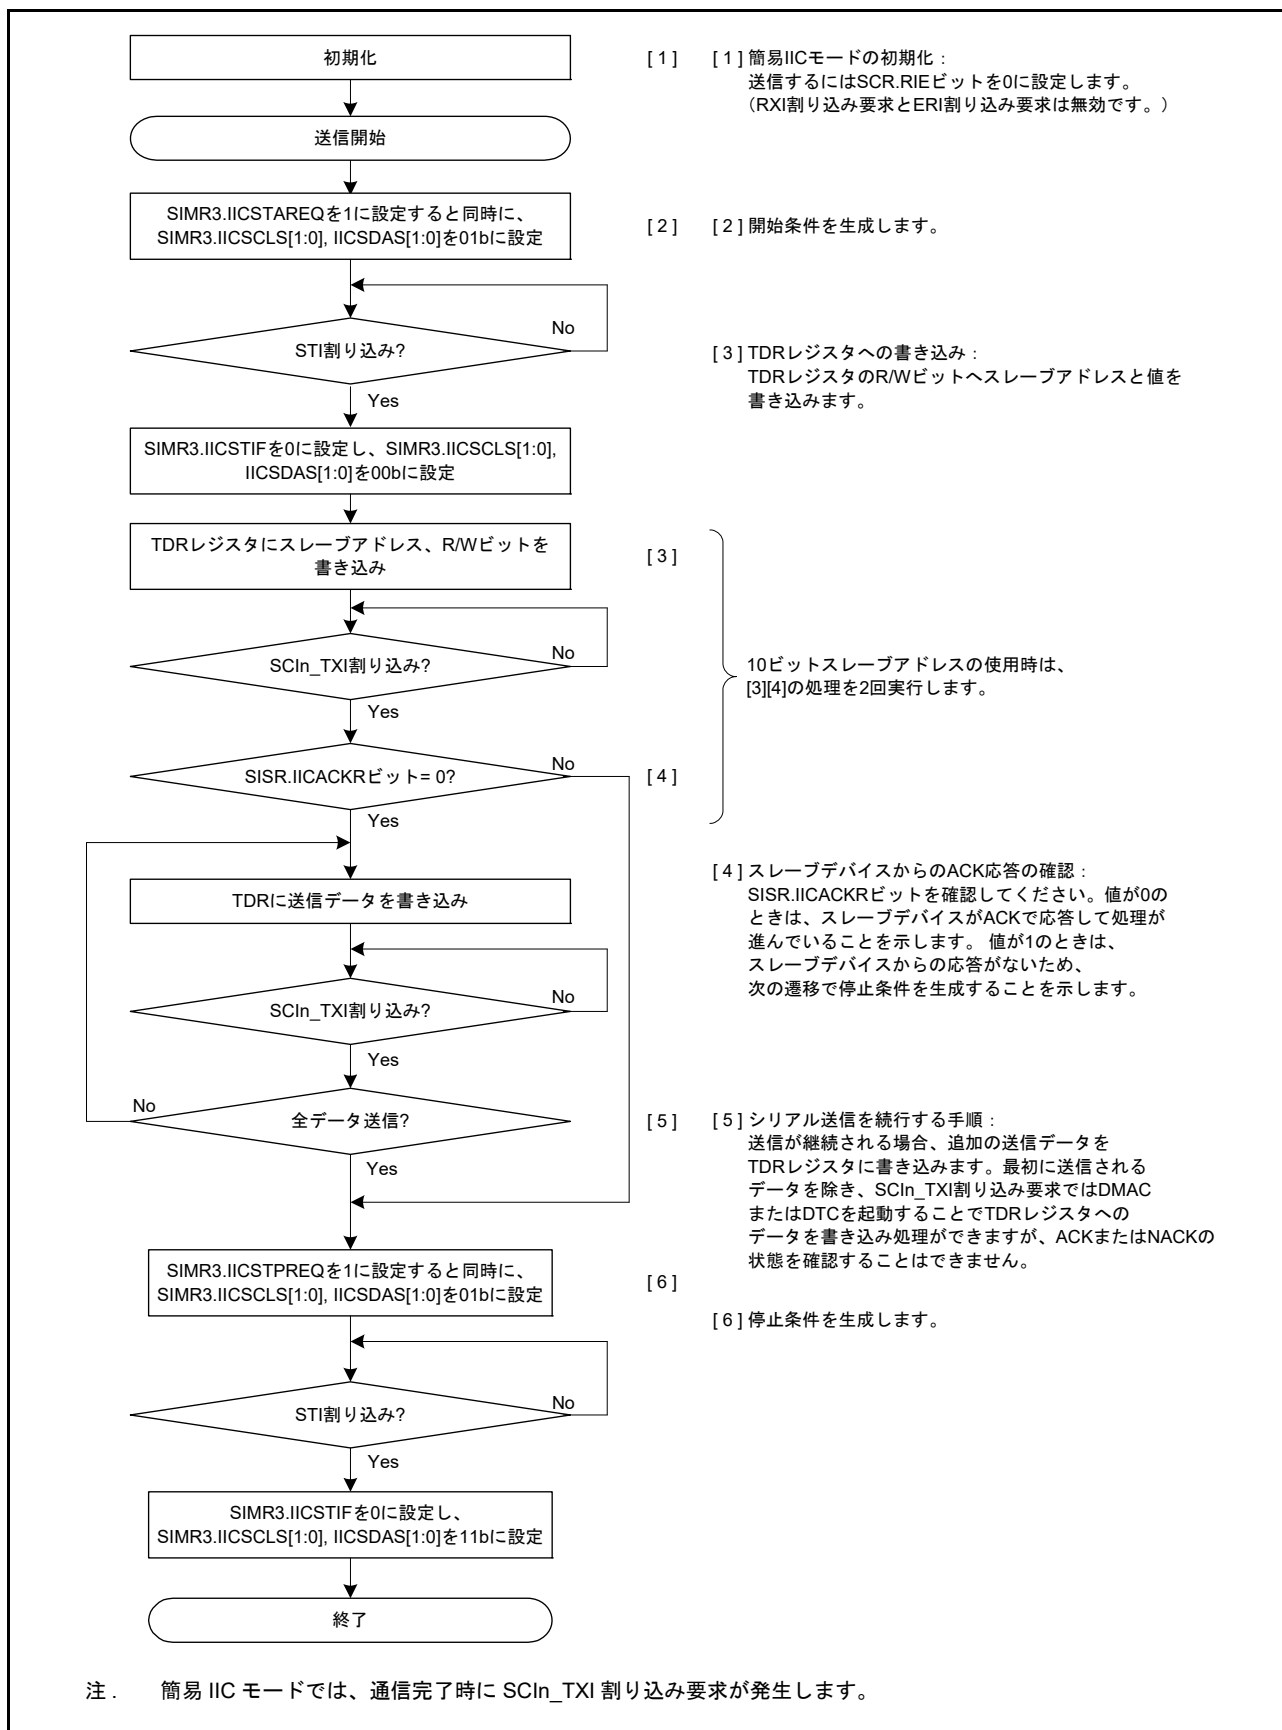 初期化
[ 1 ]
[ 1 ] 簡易IICモードの初期化：
送信するにはSCR.RIEビットを0に設定します。
（RXI割り込み要求とERI割り込み要求は無効です。）
送信開始
SIMR3.IICSTAREQを1に設定すると同時に、
SIMR3.IICSCLS[1:0], IICSDAS[1:0]を01bに設定
[ 2 ]
[ 2 ] 開始条件を生成します。
STI割り込み?
No
Yes
[ 3 ] TDRレジスタへの書き込み：
TDRレジスタのR/Wビットへスレーブアドレスと値を
書き込みます。
SIMR3.IICSTIFを0に設定し、SIMR3.IICSCLS[1:0],
IICSDAS[1:0]を00bに設定
TDRレジスタにスレーブアドレス、R/Wビットを
書き込み
[ 3 ]
SCIn_TXI割り込み?
No
Yes
10ビットスレーブアドレスの使用時は、
[3][4]の処理を2回実行します。
SISR.IICACKRビット= 0?
No
Yes
[ 4 ]
[ 4 ] スレーブデバイスからのACK応答の確認：
SISR.IICACKRビットを確認してください。値が0の
ときは、スレーブデバイスがACKで応答して処理が
進んでいることを示します。 値が1のときは、
スレーブデバイスからの応答がないため、
次の遷移で停止条件を生成することを示します。
TDRに送信データを書き込み
SCIn_TXI割り込み?
No
Yes
全データ送信?
No
Yes
[ 5 ]
[ 5 ] シリアル送信を続行する手順：
送信が継続される場合、追加の送信データを
TDRレジスタに書き込みます。最初に送信される
データを除き、SCIn_TXI割り込み要求ではDMAC
またはDTCを起動することでTDRレジスタへの
データを書き込み処理ができますが、ACKまたはNACKの
状態を確認することはできません。
SIMR3.IICSTPREQを1に設定すると同時に、
SIMR3.IICSCLS[1:0], IICSDAS[1:0]を01bに設定
[ 6 ]
[ 6 ] 停止条件を生成します。
STI割り込み?
No
Yes
SIMR3.IICSTIFを0に設定し、
SIMR3.IICSCLS[1:0], IICSDAS[1:0]を11bに設定
終了
注 . 簡易 IIC モードでは、通信完了時に SCIn_TXI 割り込み要求が発生します。